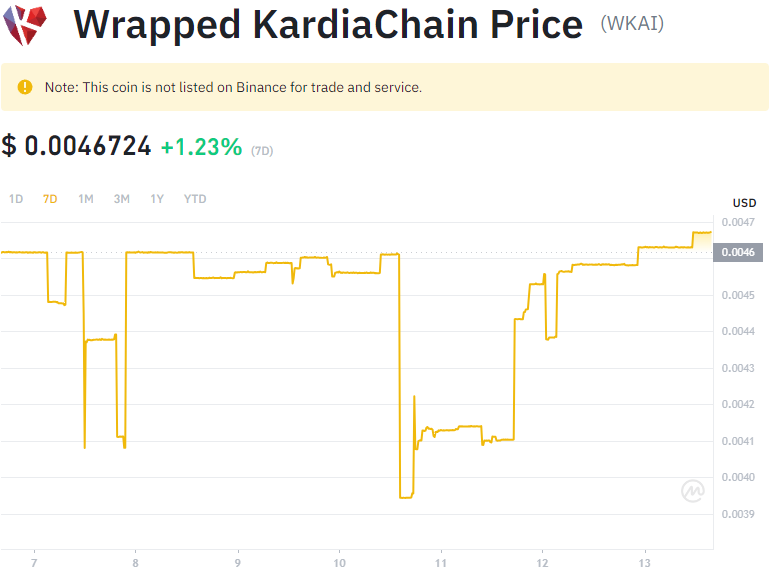 Wrapped KardiaChain Price (WKAI)
Note: This coin is not listed on Binance for trade and service.
$ 0.0046724 +1.23% (7D)
1D 7D 1M 3M 1Y YTD
USD
0.0047
0.0046
0.0045
0.0044
0.0043
0.0042
0.0041
0.0040
0.0039
7 8 9 10 11 12 13